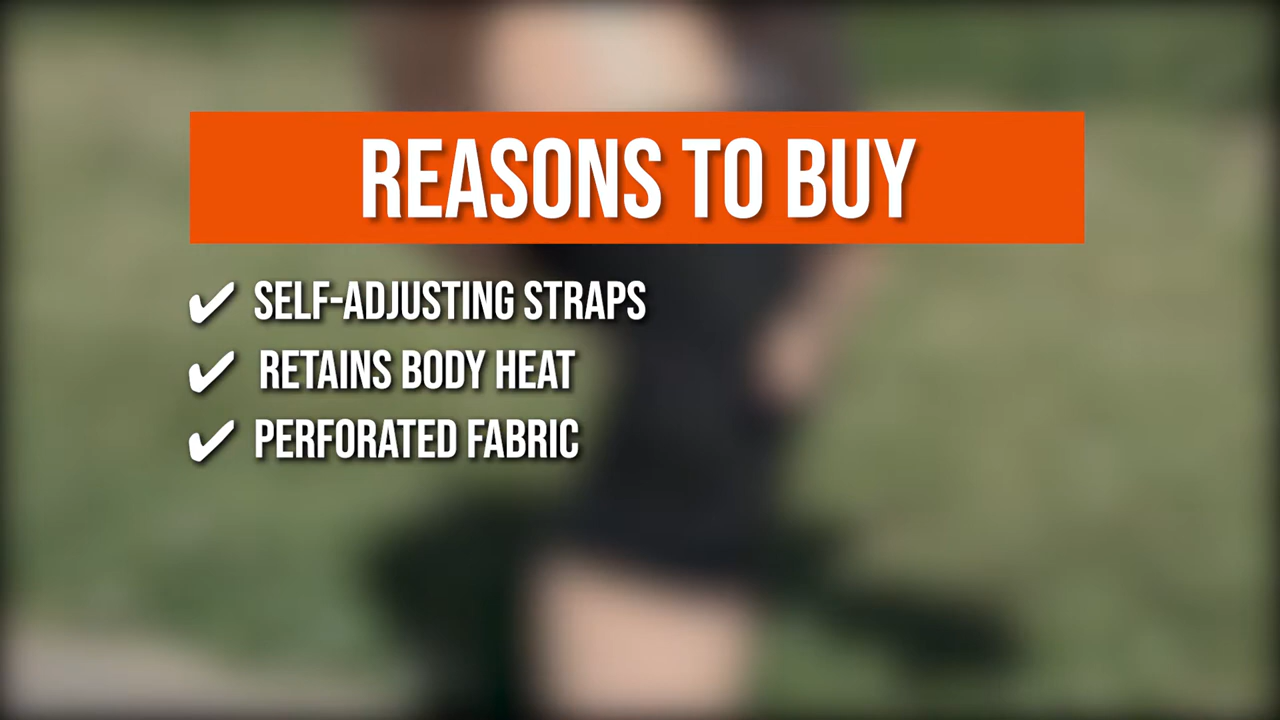 REASONS TO BUY
✔ SELF-ADJUSTING STRAPS
✔ RETAINS BODY HEAT
✔ PERFORATED FABRIC